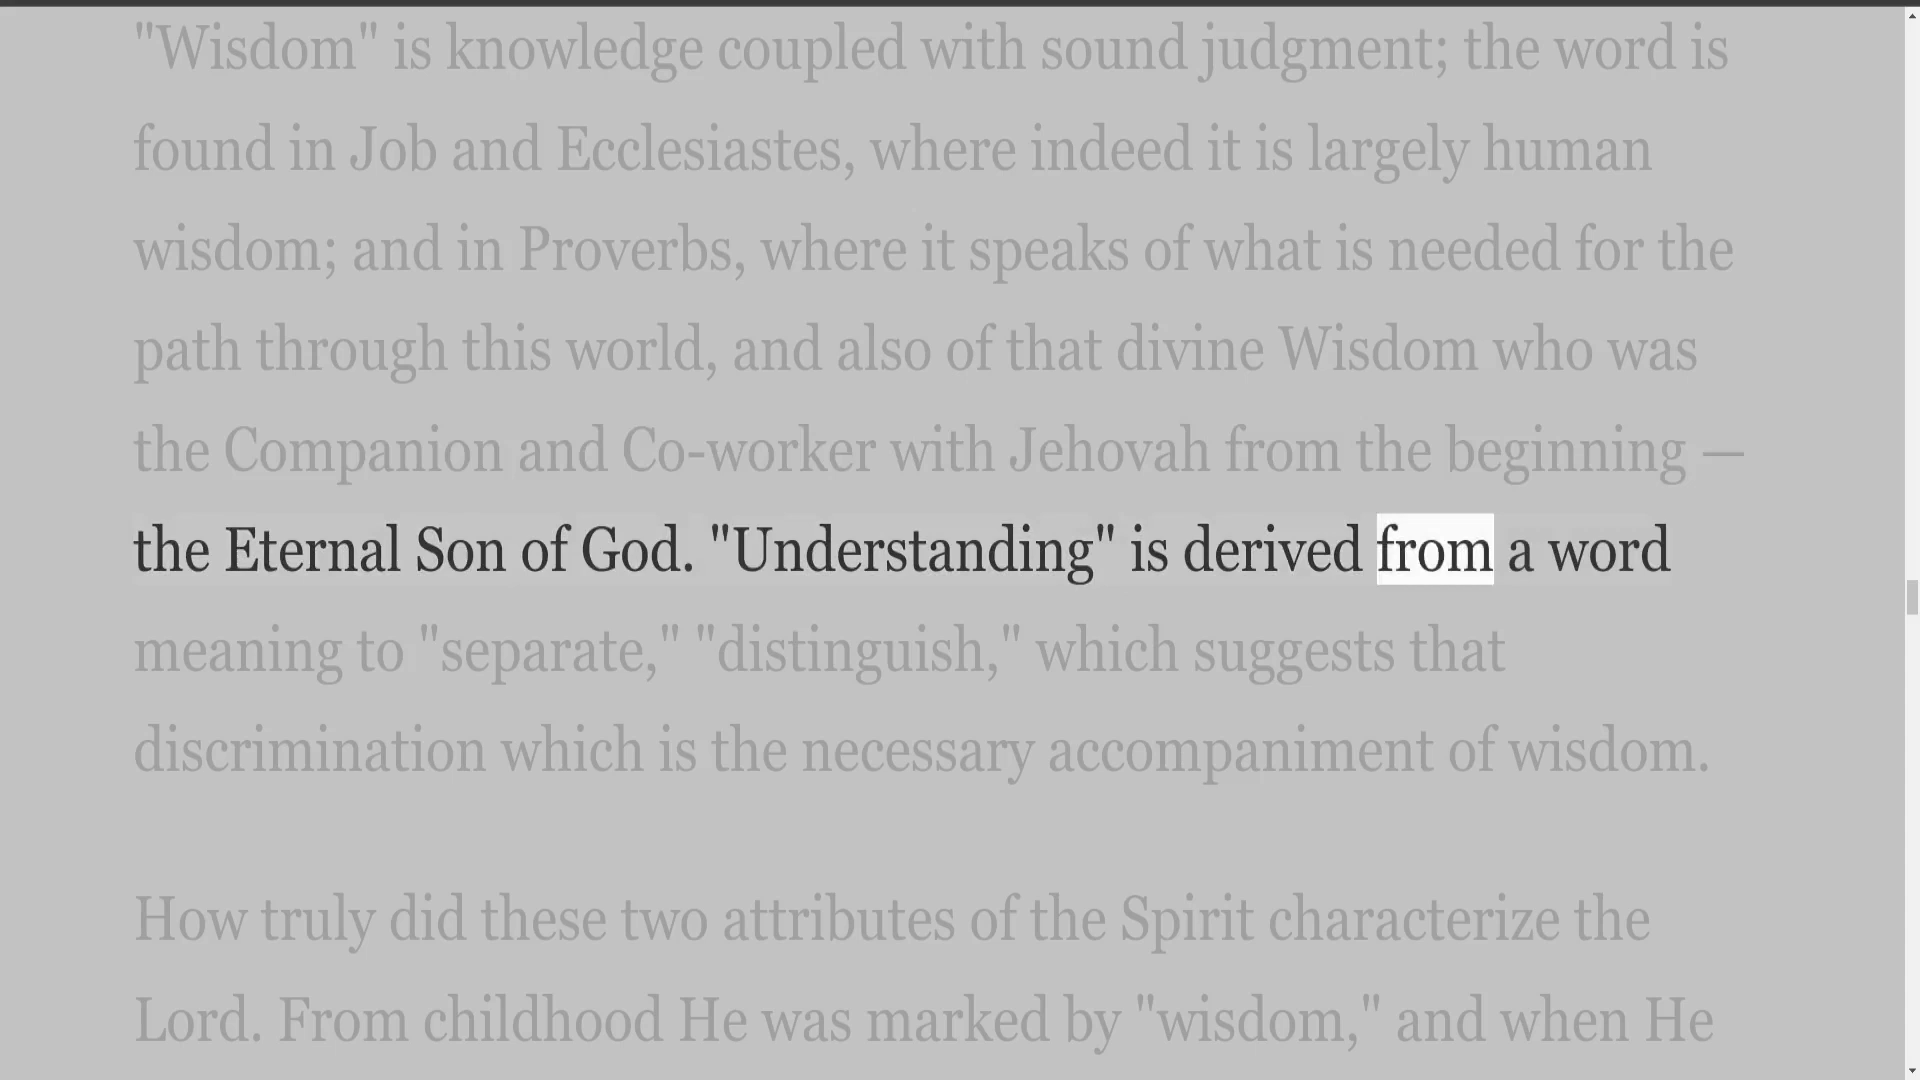 "Wisdom" is knowledge coupled with sound judgment; the word is
found in Job and Ecclesiastes, where indeed it is largely human
wisdom; and in Proverbs, where it speaks of what is needed for the
path through this world, and also of that divine Wisdom who was
the Companion and Co-worker with Jehovah from the beginning —
the Eternal Son of God. "Understanding" is derived from a word
meaning to "separate," "distinguish," which suggests that
discrimination which is the necessary accompaniment of wisdom.
How truly did these two attributes of the Spirit characterize the
Lord. From childhood He was marked by "wisdom," and when He